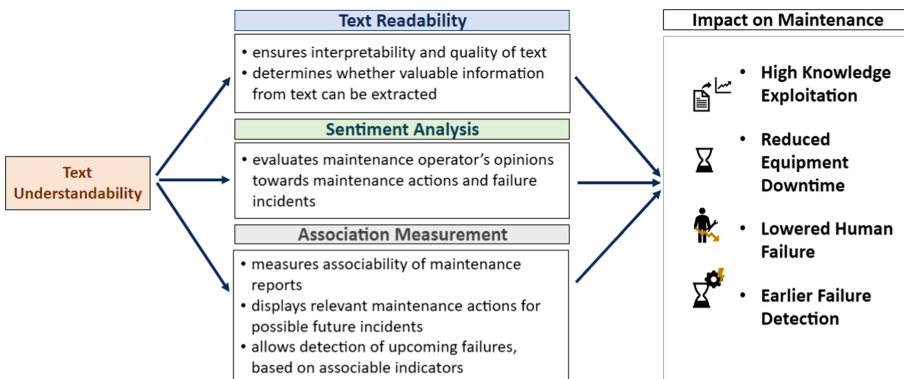 Text
Understandability
Text Readability
• ensures interpretability and quality of text
• determines whether valuable information
from text can be extracted
Sentiment Analysis
• evaluates maintenance operator's opinions
towards maintenance actions and failure
incidents
Association Measurement
• measures associability of maintenance
reports
• displays relevant maintenance actions for
possible future incidents
• allows detection of upcoming failures,
based on associable indicators
Impact on Maintenance
• High Knowledge
Exploitation
• Reduced
Equipment
Downtime
• Lowered Human
Failure
• Earlier Failure
Detection